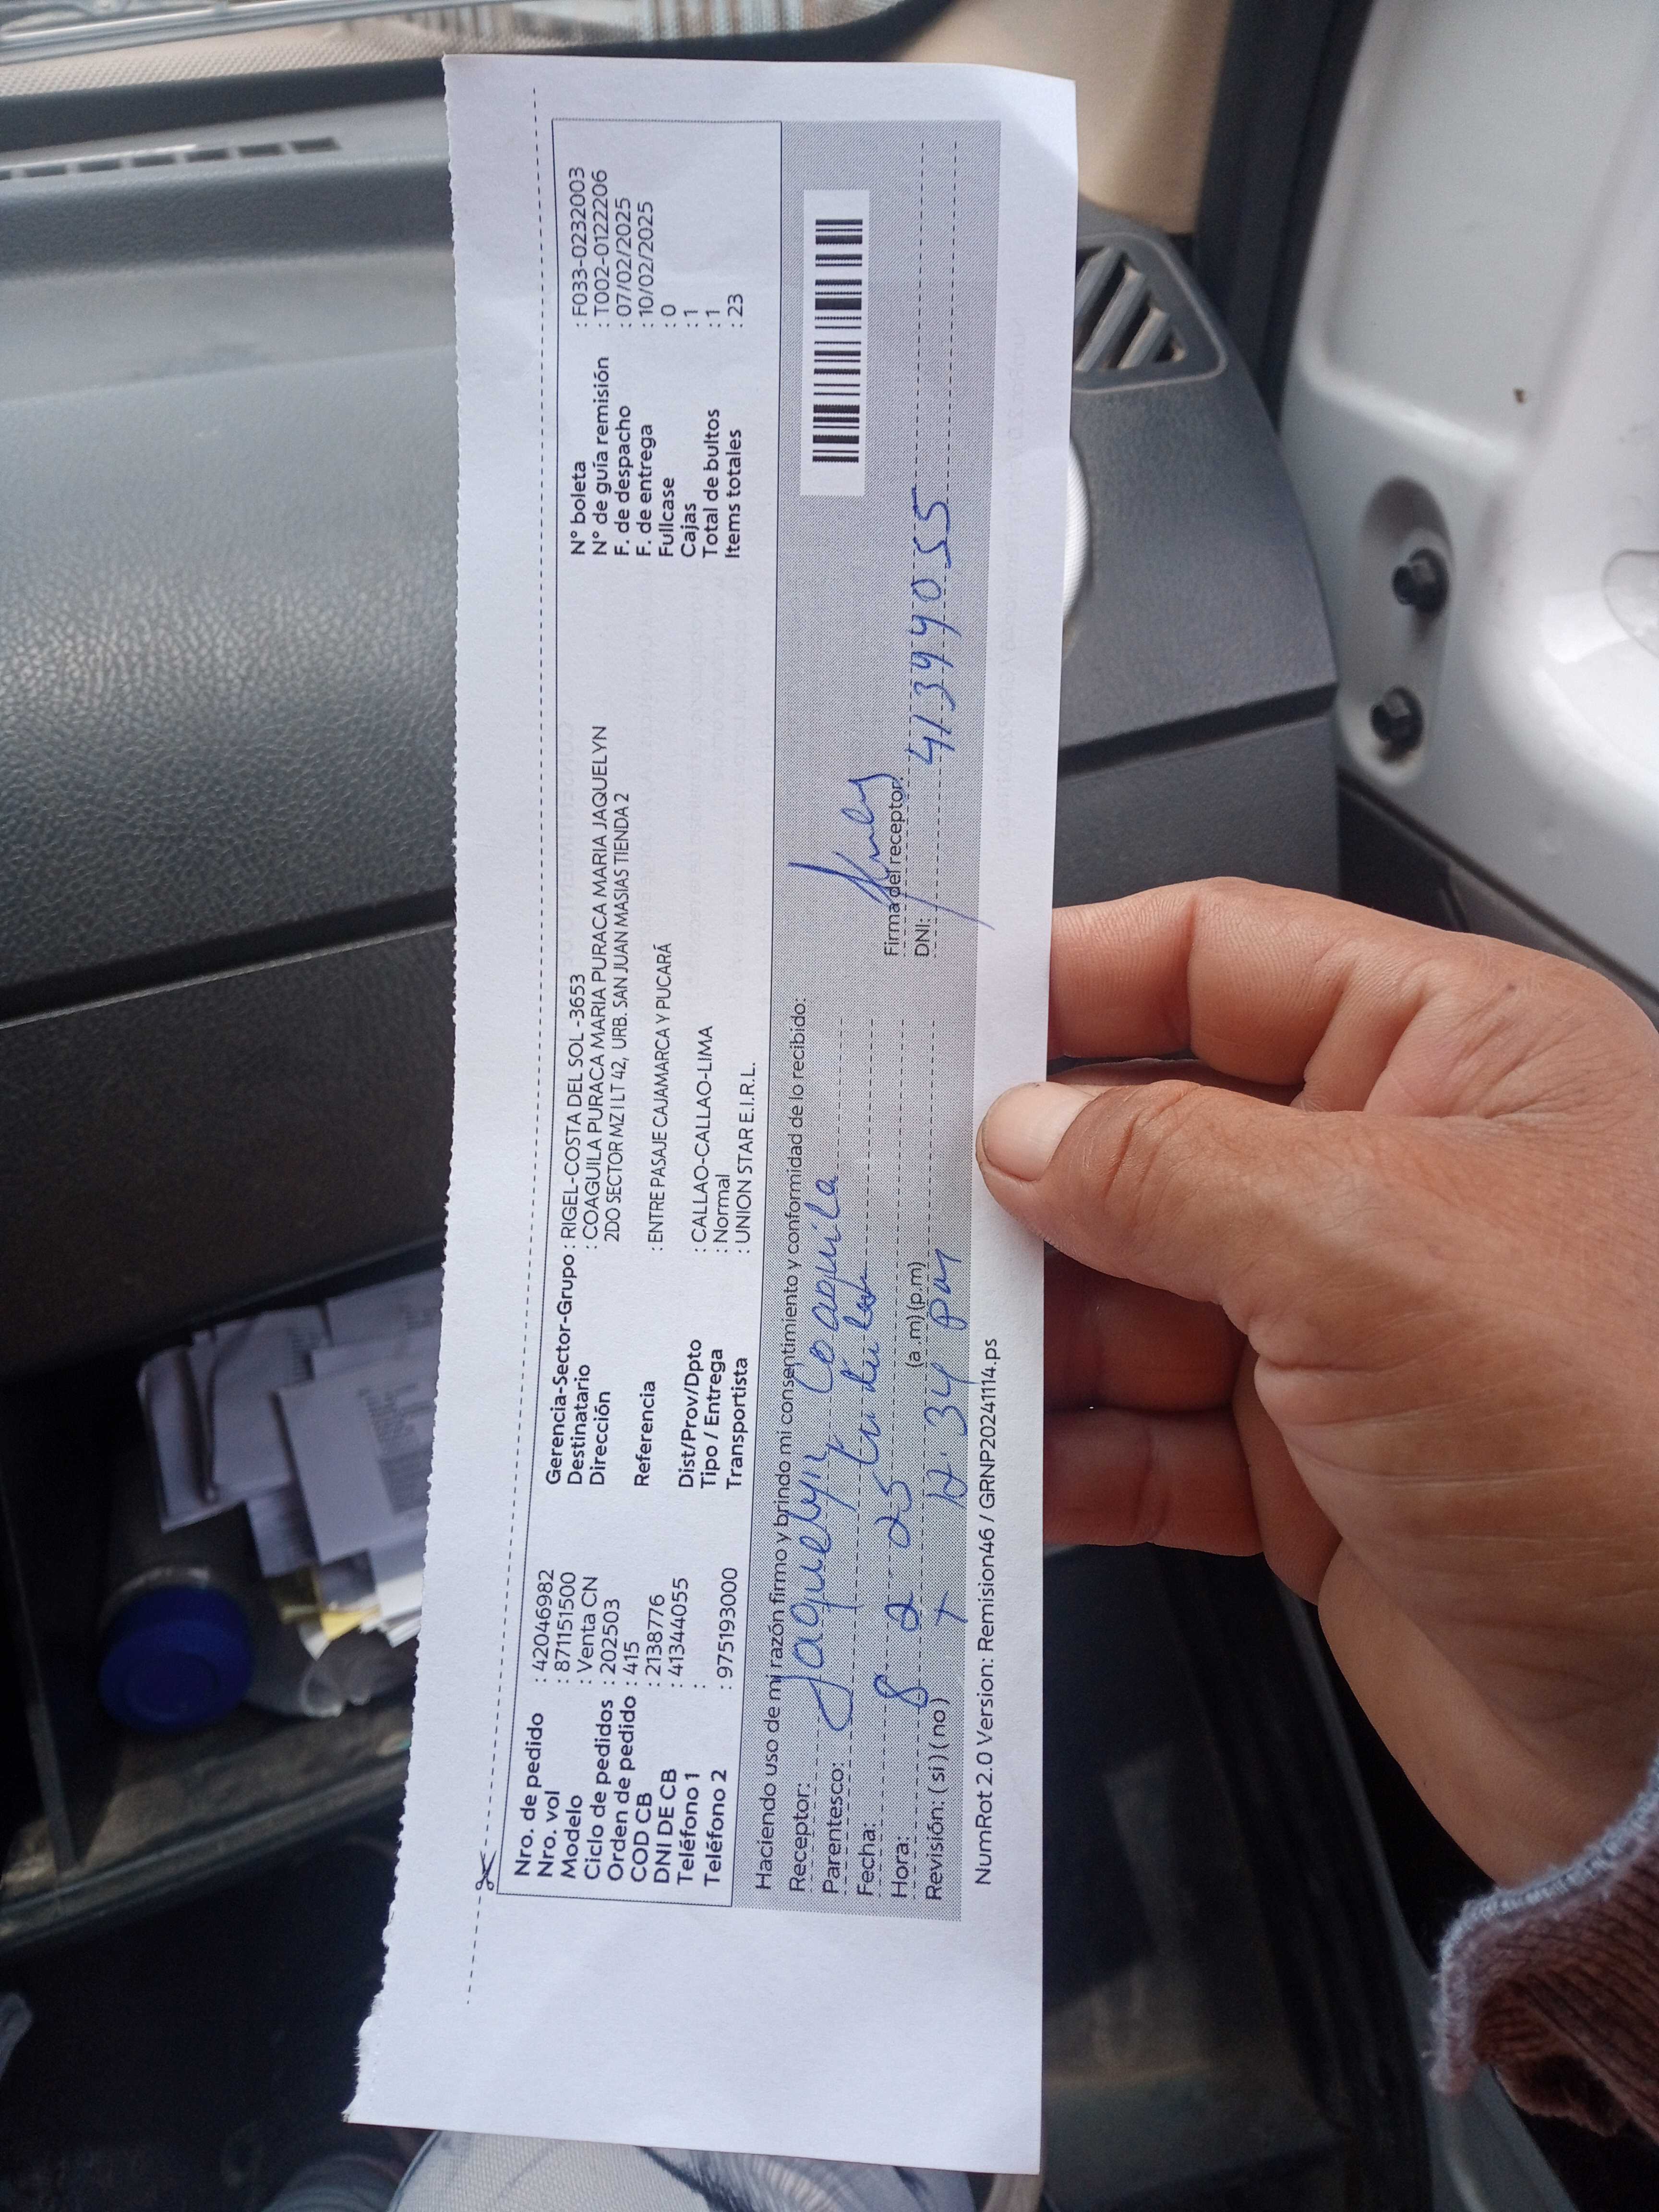 Nro. de pedido : 42046982
Nro. vol : 871151500
Modelo : Venta CN
Ciclo de pedidos : 202503
Orden de pedido : 415
COD CB : 2138776
DNI DE CB : 41344055
Teléfono 1 :
Teléfono 2 : 975193000
Gerencia-Sector-Grupo : RIGEL-COSTA DEL SOL -3653
Destinatario : COAGUILA PURACA MARIA PURACA MARIA JAQUELYN
Dirección 2DO SECTOR MZ I LT 42, URB. SAN JUAN MASIAS TIENDA 2
Referencia : ENTRE PASAJE CAJAMARCA Y PUCARÁ
Dist/Prov/Dpto : CALLAO-CALLAO-LIMA
Tipo / Entrega : Normal
Transportista : UNION STAR E.I.R.L.
N° boleta : F033-0232003
N° de guía remisión : T002-0122206
F. de despacho : 07/02/2025
F. de entrega : 10/02/2025
Fullcase : 0
Cajas : 1
Total de bultos : 1
Items totales : 23
Haciendo uso de mi razón firmo y brindo mi consentimiento y conformidad de lo recibido:
Receptor: Jaquelyn Coaquila
Parentesco: titular
Fecha: 8 2 25
Hora: (a .m) (p .m)
Revisión: ( si ) ( no ) 34 pm
Firma del receptor:
DNI: 41344055
NumRot 2.0 Version: Remision46 / GRNP20241114.ps